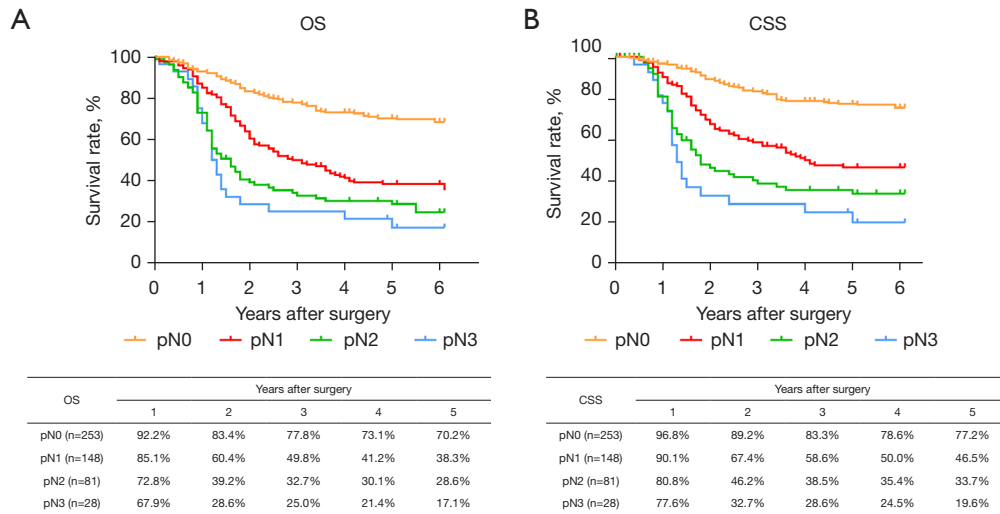 A
OS
Survival rate, %
100
80
60
40
20
0
0 1 2 3 4 5 6
Years after surgery
pN0 pN1 pN2 pN3
OS
Years after surgery
1 2 3 4 5
pN0 (n=253) 92.2% 83.4% 77.8% 73.1% 70.2%
pN1 (n=148) 85.1% 60.4% 49.8% 41.2% 38.3%
pN2 (n=81) 72.8% 39.2% 32.7% 30.1% 28.6%
pN3 (n=28) 67.9% 28.6% 25.0% 21.4% 17.1%
B
CSS
Survival rate, %
100
80
60
40
20
0
0 1 2 3 4 5 6
Years after surgery
pN0 pN1 pN2 pN3
CSS
Years after surgery
1 2 3 4 5
pN0 (n=253) 96.8% 89.2% 83.3% 78.6% 77.2%
pN1 (n=148) 90.1% 67.4% 58.6% 50.0% 46.5%
pN2 (n=81) 80.8% 46.2% 38.5% 35.4% 33.7%
pN3 (n=28) 77.6% 32.7% 28.6% 24.5% 19.6%